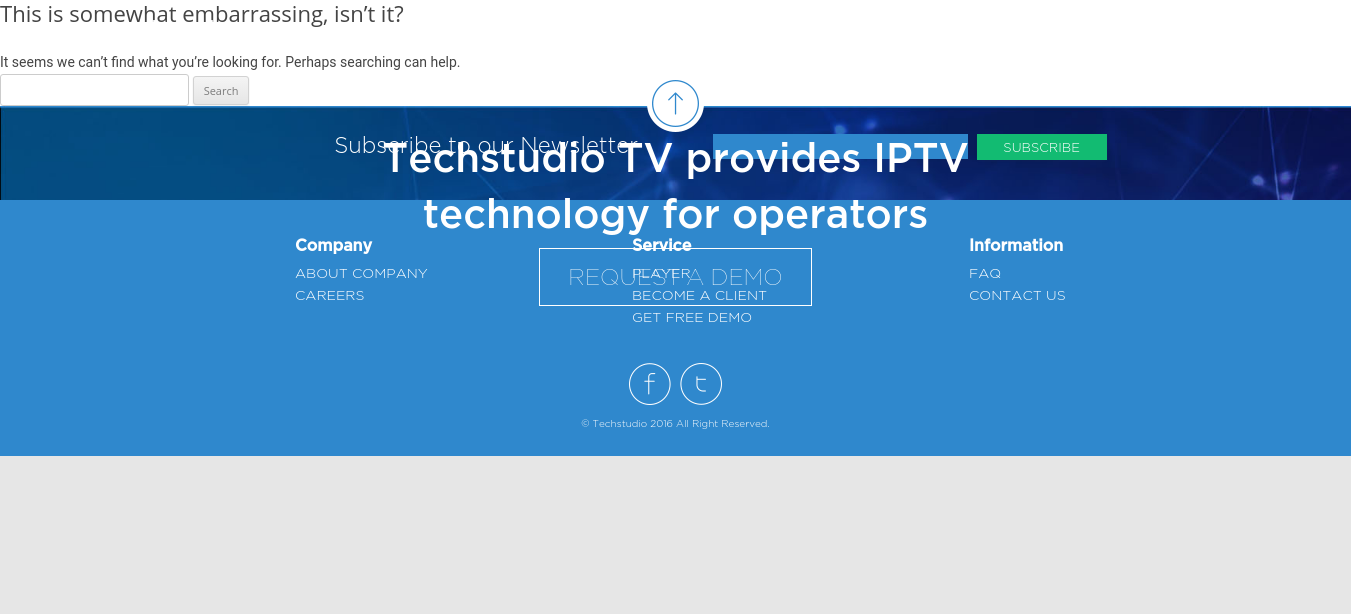 This is somewhat embarrassing, isn’t it?
It seems we can’t find what you’re looking for. Perhaps searching can help.
Search
Subscribe to our Newsletter
SUBSCRIBE
Techstudio TV provides IPTV
technology for operators
REQUEST A DEMO
Company
ABOUT COMPANY
CAREERS
Service
PLAYER
BECOME A CLIENT
GET FREE DEMO
Information
FAQ
CONTACT US
© Techstudio 2016 All Right Reserved.